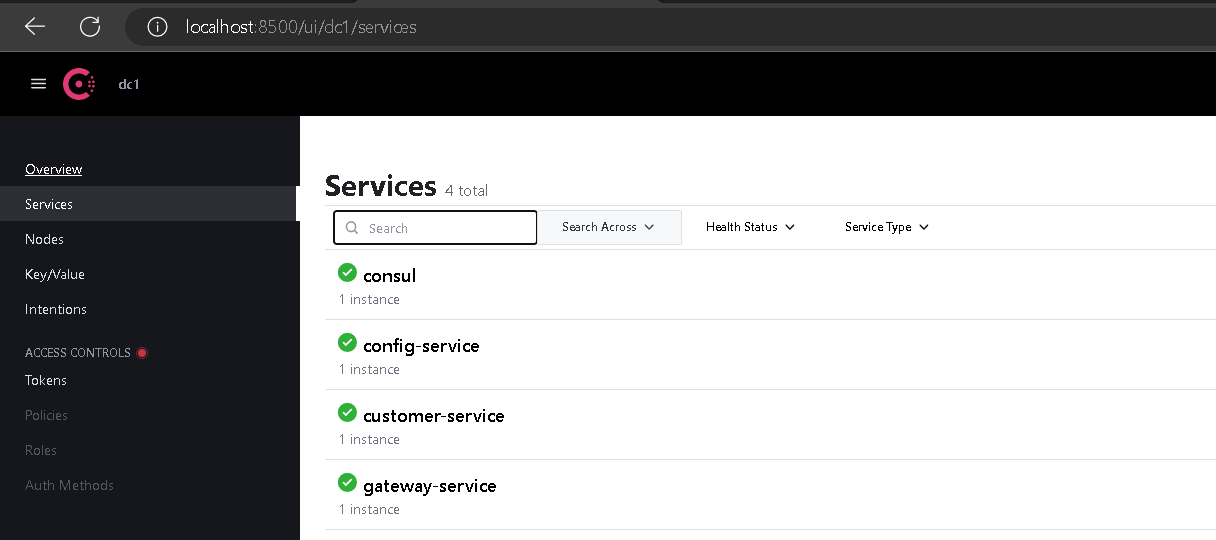 localhost:8500/ui/dc1/services
dc1
Overview
Services
Nodes
Key/Value
Intentions
ACCESS CONTROLS
Tokens
Policies
Roles
Auth Methods
Services 4 total
Search
Search Across
Health Status
Service Type
consul
1 instance
config-service
1 instance
customer-service
1 instance
gateway-service
1 instance